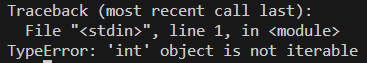 Traceback (most recent call last):
  File "<stdin>", line 1, in <module>
TypeError: 'int' object is not iterable